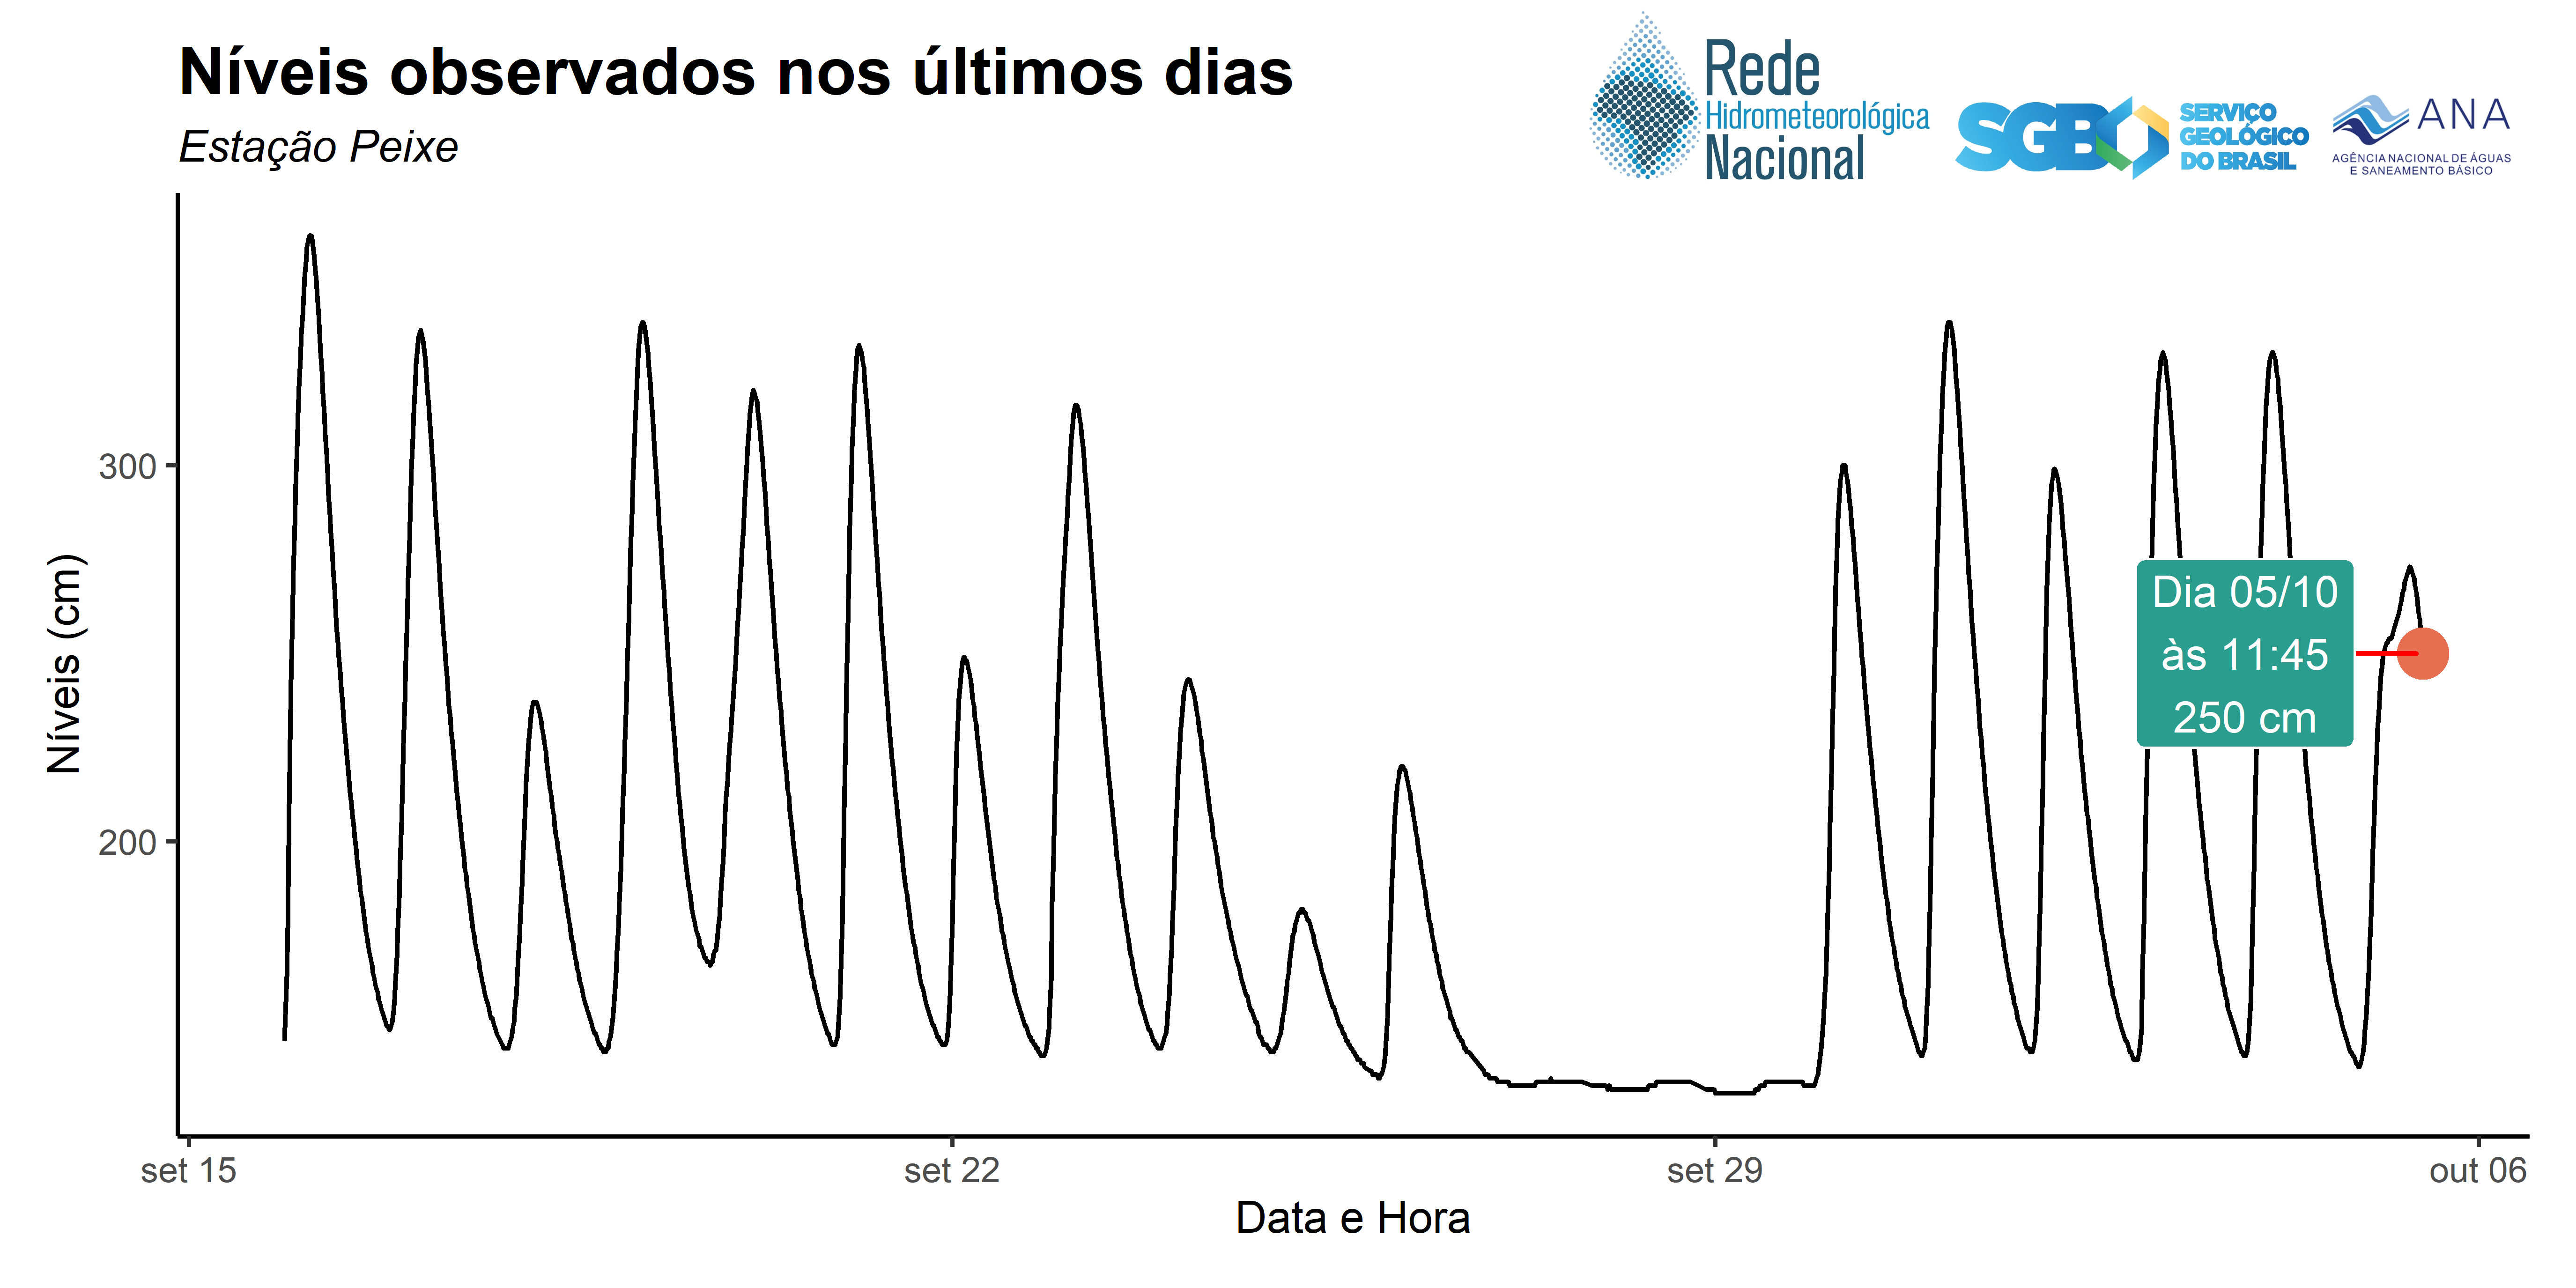 Níveis observados nos últimos dias
Estação Peixe
Rede
Hidrometeorológica
Nacional
SGB
SERVIÇO
GEOLÓGICO
DO BRASIL
ANA
AGÊNCIA NACIONAL DE ÁGUAS
E SANEAMENTO BÁSICO
Níveis (cm)
300
200
Dia 05/10
às 11:45
250 cm
set 15
set 22
set 29
out 06
Data e Hora